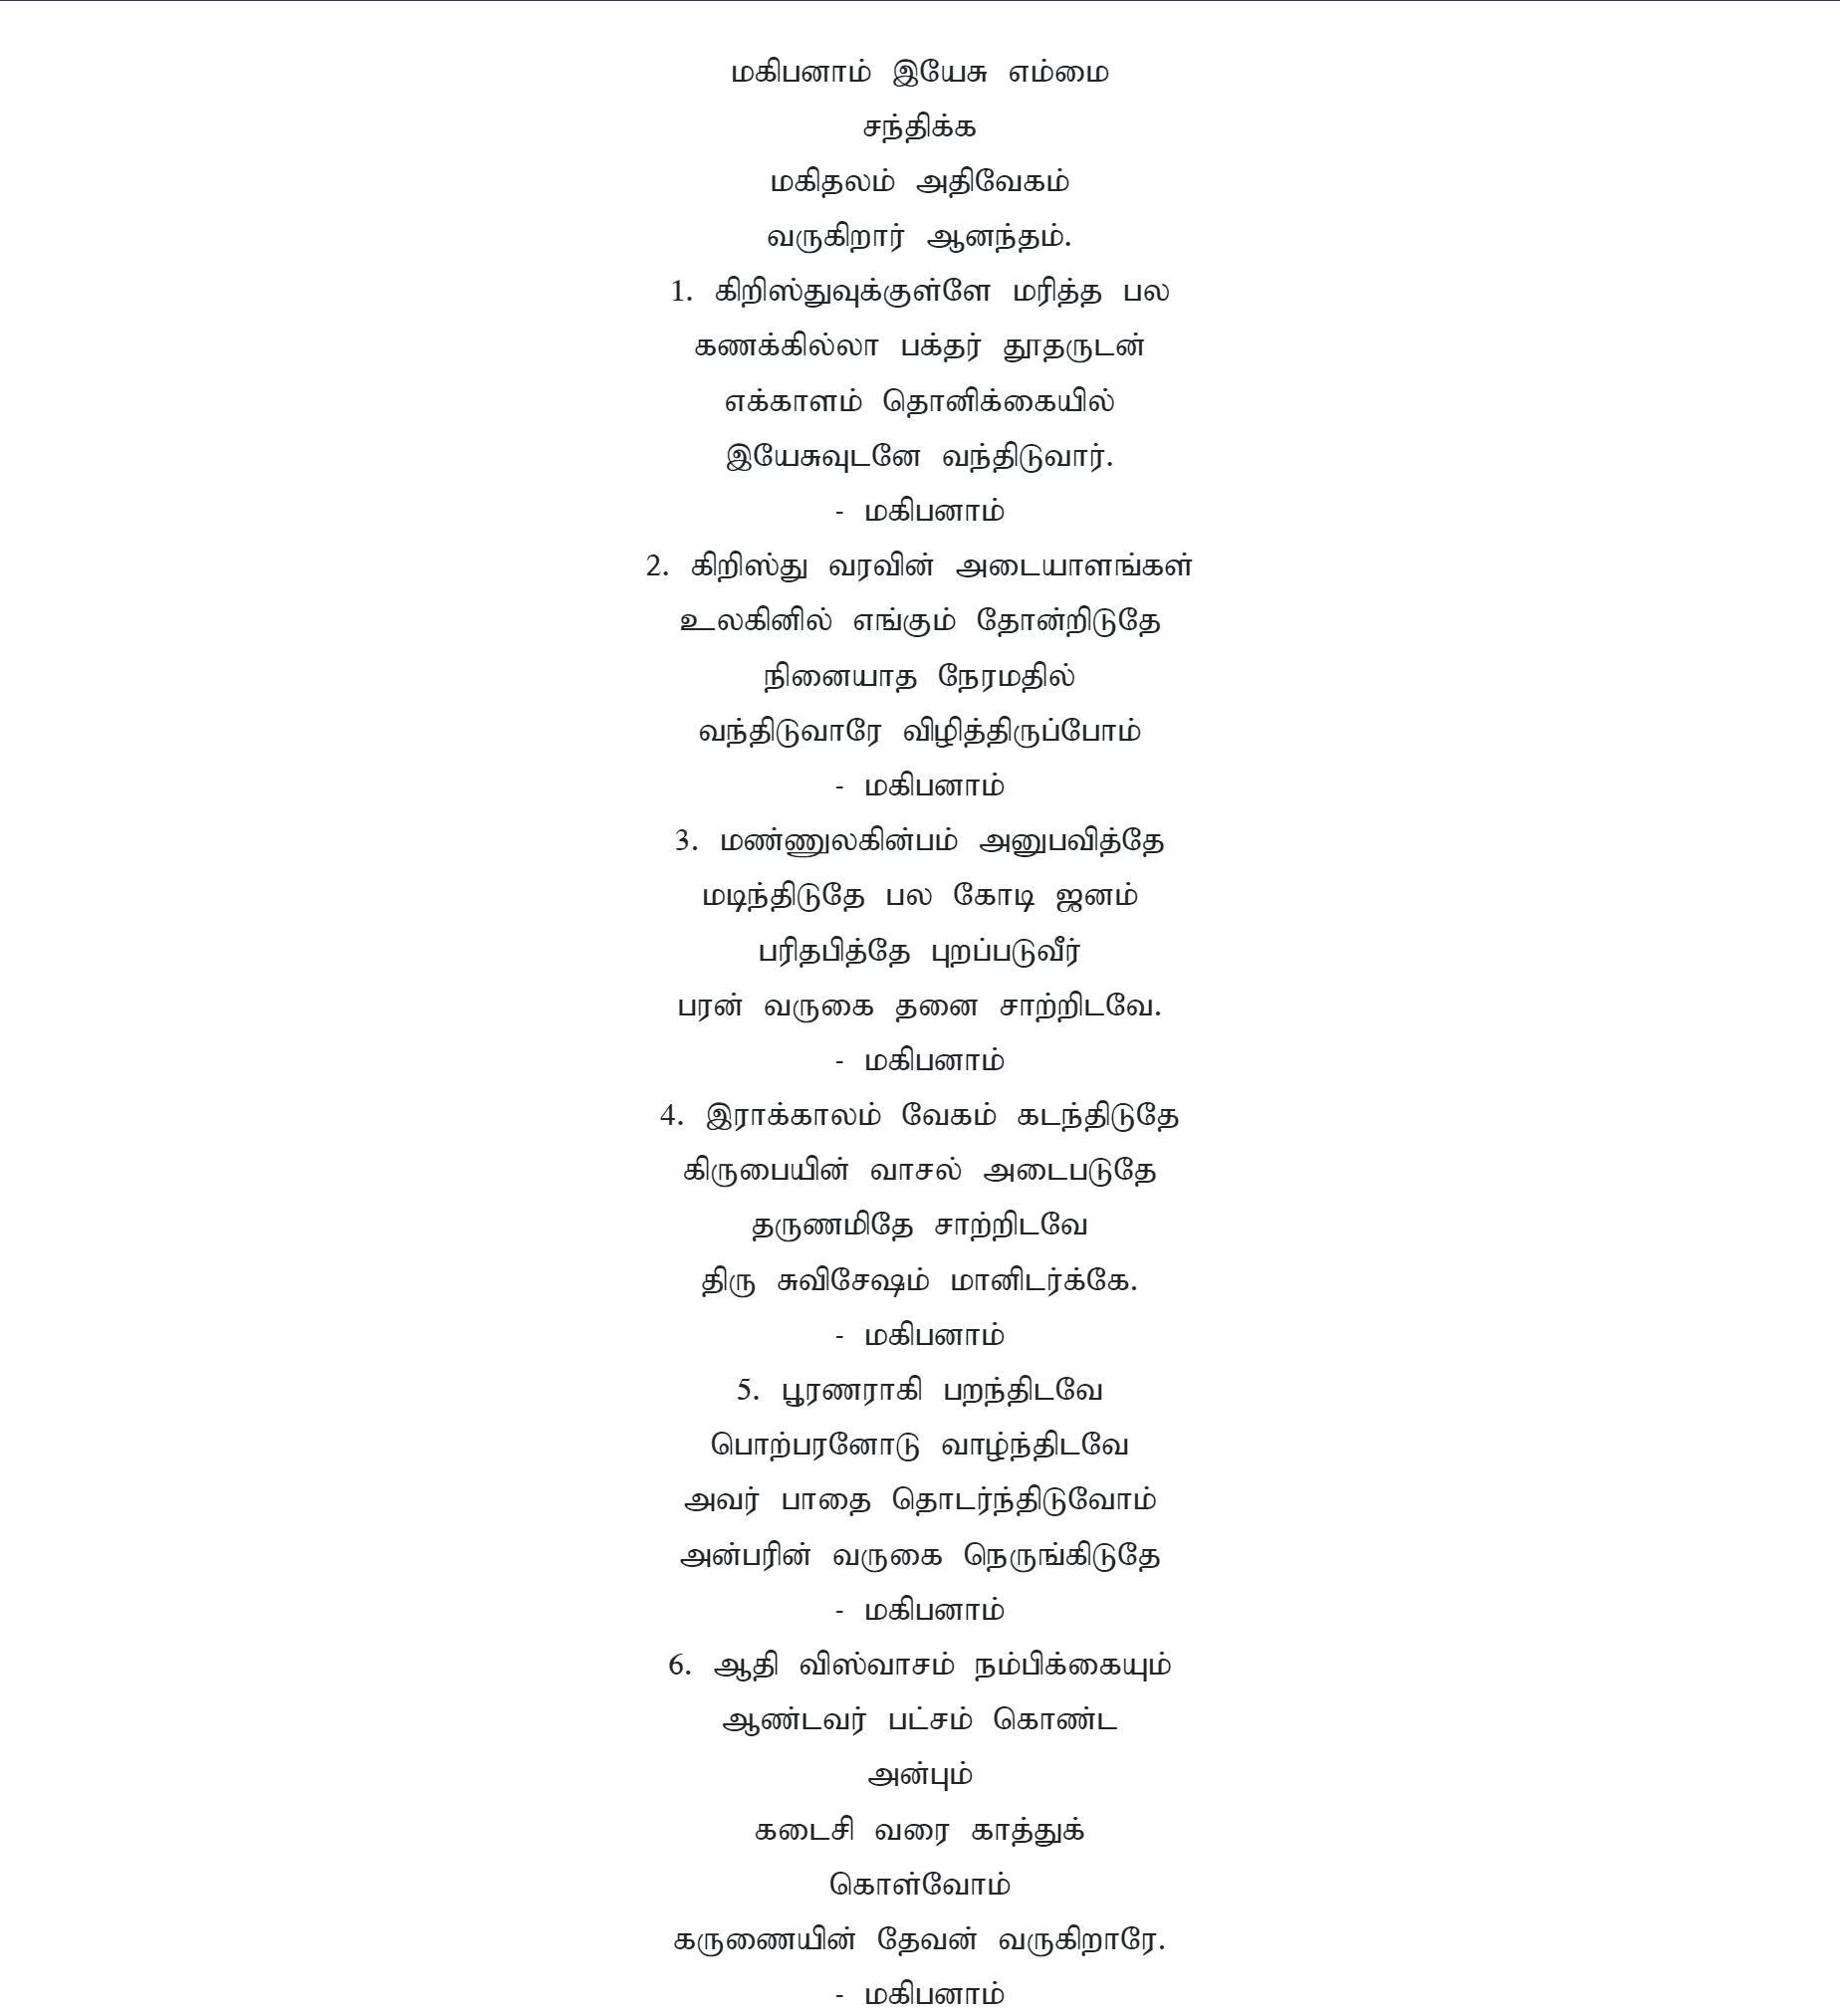 மகிபனாம் இயேசு எம்மை
சந்திக்க
மகிதலம் அதிவேகம்
வருகிறார் ஆனந்தம்.
1. கிறிஸ்துவுக்குள்ளே மரித்த பல
கணக்கில்லா பக்தர் தூதருடன்
எக்காளம் தொனிக்கையில்
இயேசுவுடனே வந்திடுவார்.
- மகிபனாம்
2. கிறிஸ்து வரவின் அடையாளங்கள்
உலகினில் எங்கும் தோன்றிடுதே
நினையாத நேரமதில்
வந்திடுவாரே விழித்திருப்போம்
- மகிபனாம்
3. மண்ணுலகின்பம் அனுபவித்தே
மடிந்திடுதே பல கோடி ஜனம்
பரிதபித்தே புறப்படுவீர்
பரன் வருகை தனை சாற்றிடவே.
- மகிபனாம்
4. இராக்காலம் வேகம் கடந்திடுதே
கிருபையின் வாசல் அடைபடுதே
தருணமிதே சாற்றிடவே
திரு சுவிசேஷம் மானிடர்க்கே.
- மகிபனாம்
5. பூரணராகி பறந்திடவே
பொற்பரனோடு வாழ்ந்திடவே
அவர் பாதை தொடர்ந்திடுவோம்
அன்பரின் வருகை நெருங்கிடுதே
- மகிபனாம்
6. ஆதி விஸ்வாசம் நம்பிக்கையும்
ஆண்டவர் பட்சம் கொண்ட
அன்பும்
கடைசி வரை காத்துக்
கொள்வோம்
கருணையின் தேவன் வருகிறாரே.
- மகிபனாம்